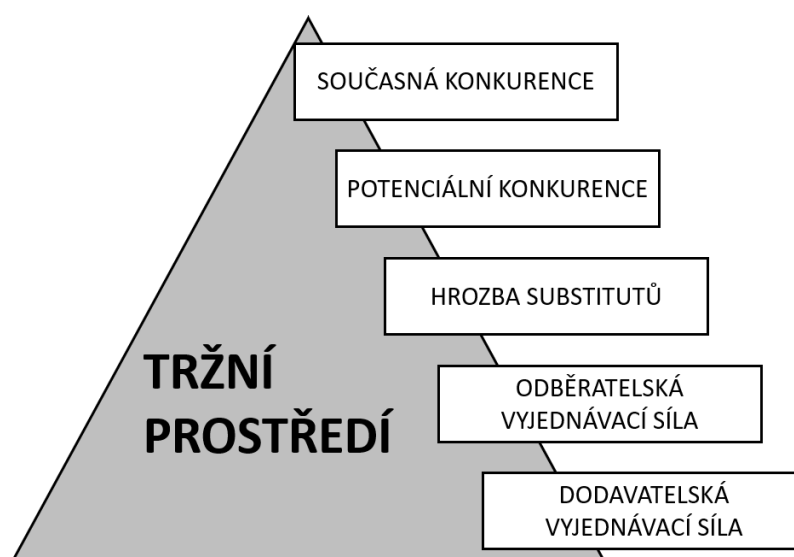 SOUČASNÁ KONKURENCE
POTENCIÁLNÍ KONKURENCE
HROZBA SUBSTITUTŮ
TRŽNÍ
PROSTŘEDÍ
ODBĚRATELSKÁ
VYJEDNÁVACÍ SÍLA
DODAVATELSKÁ
VYJEDNÁVACÍ SÍLA